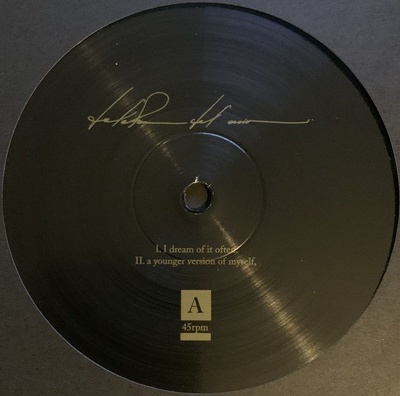 I. I dream of it often:
II. a younger version of myself,
A
45rpm